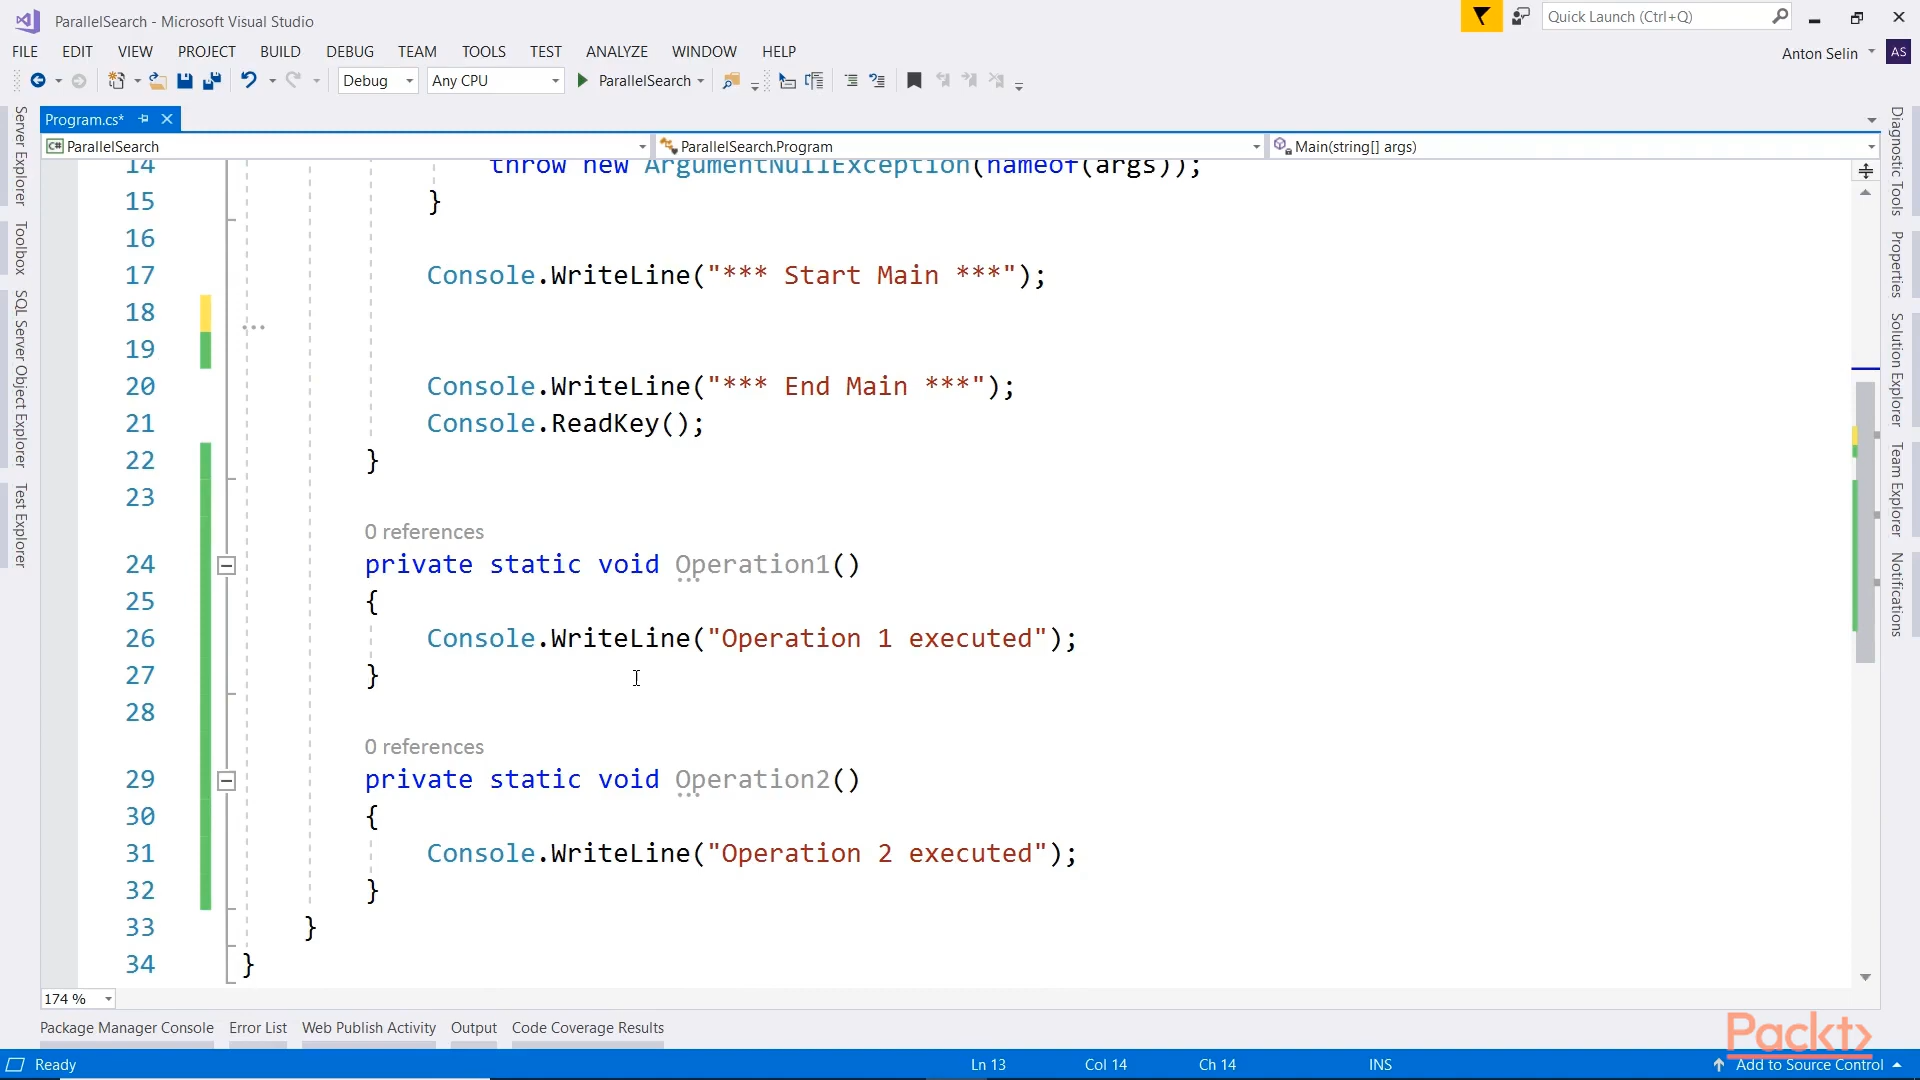 ParallelSearch - Microsoft Visual Studio
Quick Launch (Ctrl+Q)
FILE EDIT VIEW PROJECT BUILD DEBUG TEAM TOOLS TEST ANALYZE WINDOW HELP
Anton Selin AS
Debug Any CPU ParallelSearch
Program.cs*
C# ParallelSearch ParallelSearch.Program Main(string[] args)
14 throw new ArgumentNullException(nameof(args));
15 }
16
17 Console.WriteLine("*** Start Main ***");
18
19
20 Console.WriteLine("*** End Main ***");
21 Console.ReadKey();
22 }
23
0 references
24 private static void Operation1()
25 {
26 Console.WriteLine("Operation 1 executed");
27 }
28
0 references
29 private static void Operation2()
30 {
31 Console.WriteLine("Operation 2 executed");
32 }
33 }
34 }
Server Explorer
Toolbox
SQL Server Object Explorer
Test Explorer
Diagnostic Tools
Properties
Solution Explorer
Team Explorer
Notifications
174 %
Package Manager Console Error List Web Publish Activity Output Code Coverage Results
Packt>
Ready Ln 13 Col 14 Ch 14 INS Add to Source Control